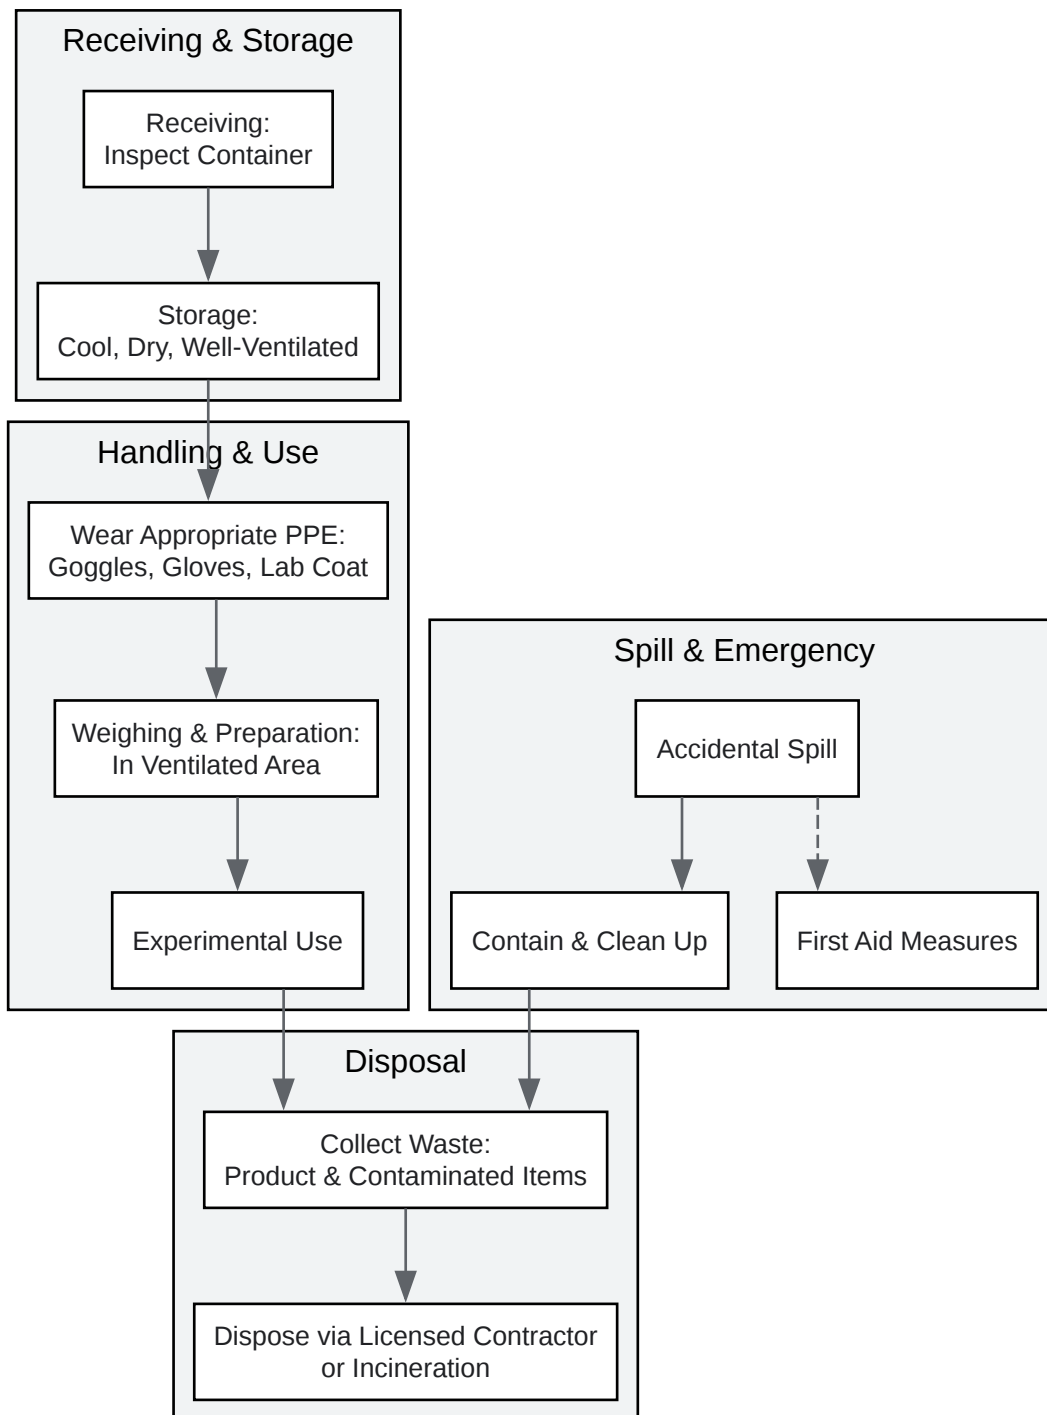 Receiving & Storage
Receiving:
Inspect Container
Storage:
Cool, Dry, Well-Ventilated
Handling & Use
Wear Appropriate PPE:
Goggles, Gloves, Lab Coat
Weighing & Preparation:
In Ventilated Area
Experimental Use
Spill & Emergency
Accidental Spill
Contain & Clean Up
First Aid Measures
Disposal
Collect Waste:
Product & Contaminated Items
Dispose via Licensed Contractor
or Incineration